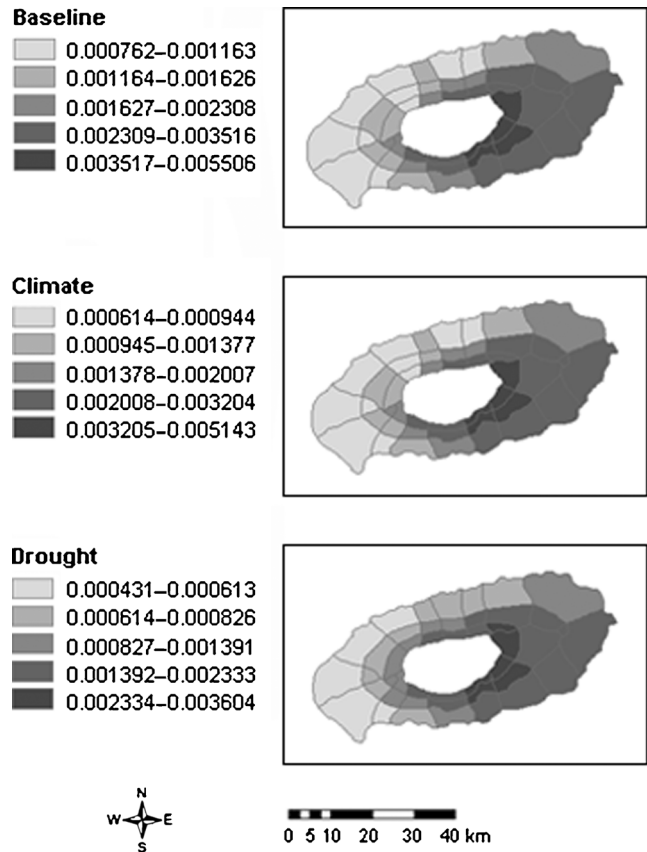 Baseline
0.000762–0.001163
0.001164–0.001626
0.001627–0.002308
0.002309–0.003516
0.003517–0.005506
Climate
0.000614–0.000944
0.000945–0.001377
0.001378–0.002007
0.002008–0.003204
0.003205–0.005143
Drought
0.000431–0.000613
0.000614–0.000826
0.000827–0.001391
0.001392–0.002333
0.002334–0.003604
N
W E
S
0 5 10 20 30 40 km